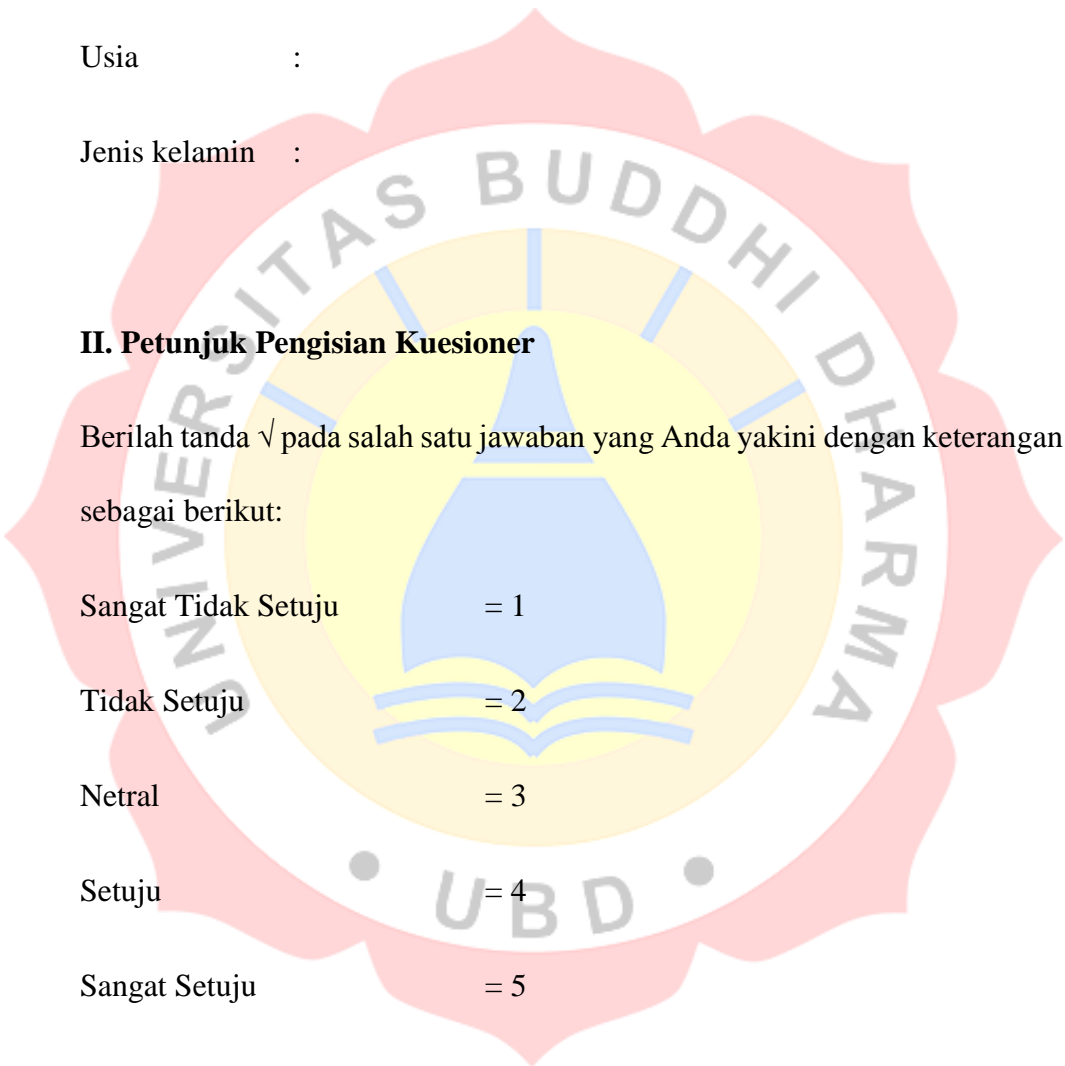 Usia :
Jenis kelamin :
II. Petunjuk Pengisian Kuesioner
Berilah tanda √ pada salah satu jawaban yang Anda yakini dengan keterangan
sebagai berikut:
Sangat Tidak Setuju = 1
Tidak Setuju = 2
Netral = 3
Setuju = 4
Sangat Setuju = 5
UNIVERSITAS BUDDHI DHARMA
• UBD •